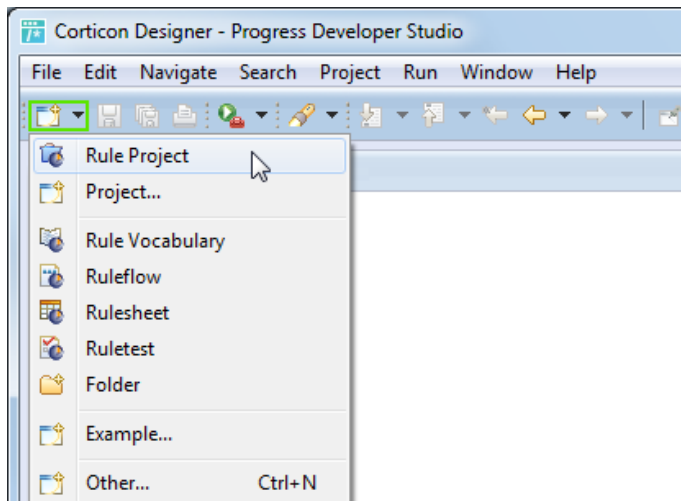 Corticon Designer - Progress Developer Studio
File Edit Navigate Search Project Run Window Help
Rule Project
Project...
Rule Vocabulary
Ruleflow
Rulesheet
Ruletest
Folder
Example...
Other... Ctrl+N